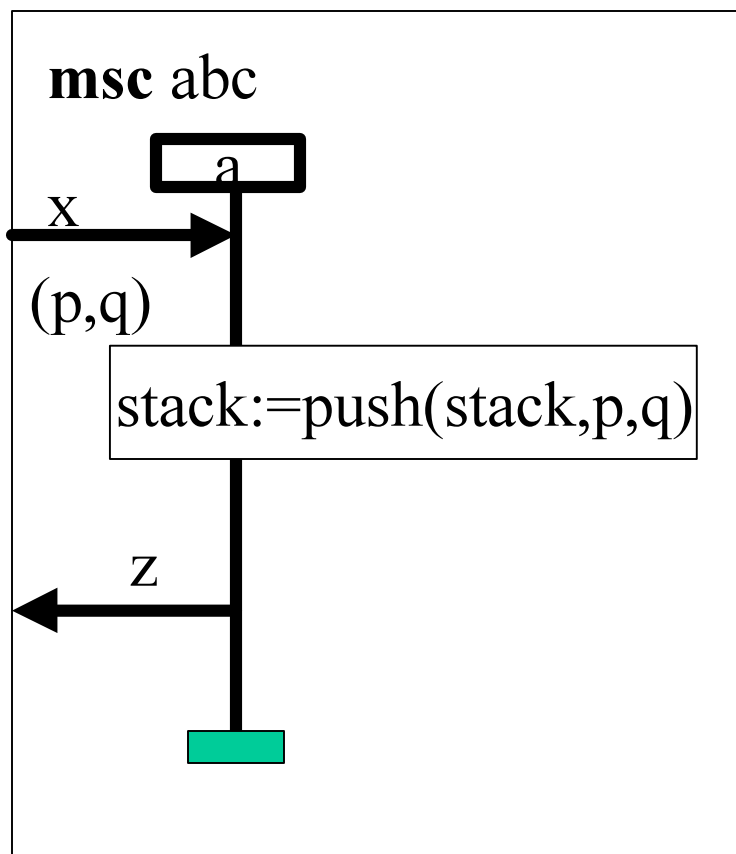 msc abc
a
x
(p,q)
stack:=push(stack,p,q)
z